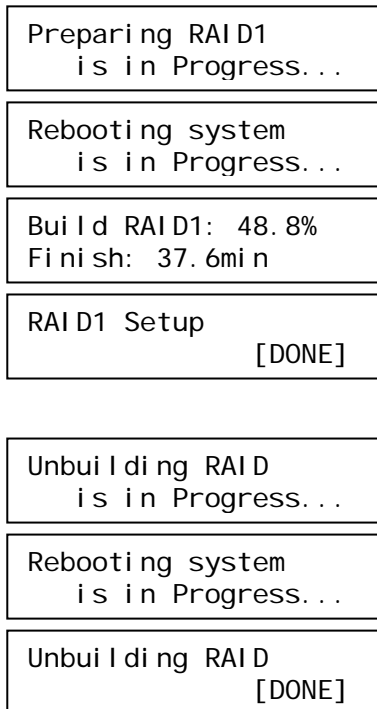 Preparing RAID1
is in Progress...
Rebooting system
is in Progress...
Build RAID1: 48.8%
Finish: 37.6min
RAID1 Setup
[DONE]
Unbuilding RAID
is in Progress...
Rebooting system
is in Progress...
Unbuilding RAID
[DONE]